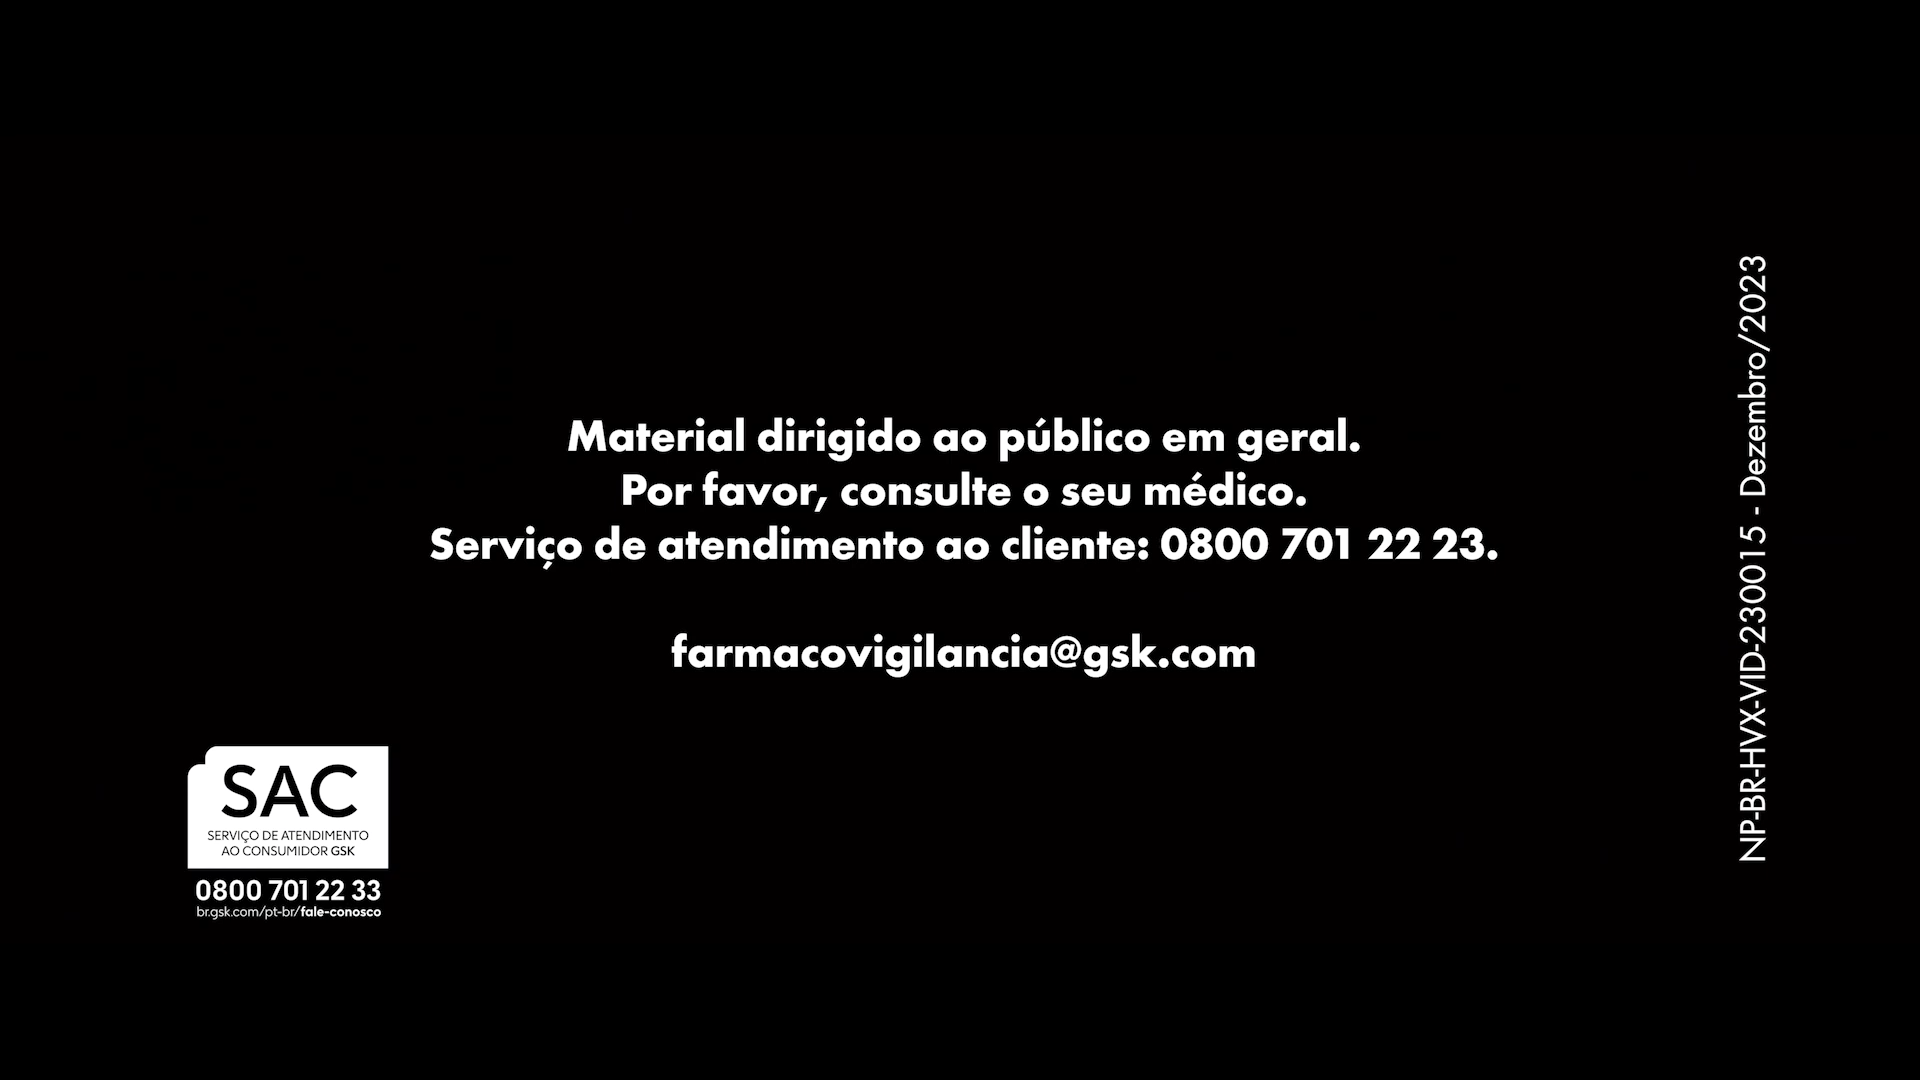 Material dirigido ao público em geral.
Por favor, consulte o seu médico.
Serviço de atendimento ao cliente: 0800 701 22 23.
farmacovigilancia@gsk.com
SAC
SERVIÇO DE ATENDIMENTO
AO CONSUMIDOR GSK
0800 701 22 33
br.gsk.com/pt-br/fale-conosco
NP-BR-HVX-VID-230015 - Dezembro/2023